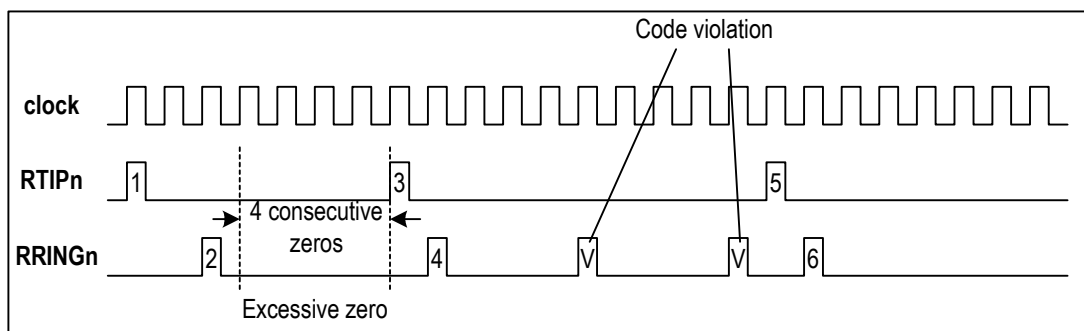 Code violation
clock
RTIPn
1
3
5
4 consecutive
zeros
RRINGn
2
4
V
V
6
Excessive zero